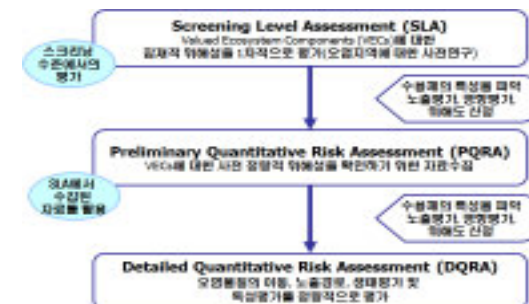 Screening Level Assessment (SLA)
Valued Ecosystem Components (VECs)에 대한
잠재적 위해성을 1차적으로 평가(오염지역에 대한 사전연구)
스크리닝
수준에서의
평가
수용체의 특성을 파악
노출평가, 영향평가,
위해도 산정
Preliminary Quantitative Risk Assessment (PQRA)
VECs에 대한 사전 정량적 위해성을 확인하기 위한 자료수집
SLA에서
수집된
자료를 활용
수용체의 특성을 파악
노출평가, 영향평가,
위해도 산정
Detailed Quantitative Risk Assessment (DQRA)
오염물질의 이동, 노출경로, 생태평가 및
독성평가를 정량적으로 평가